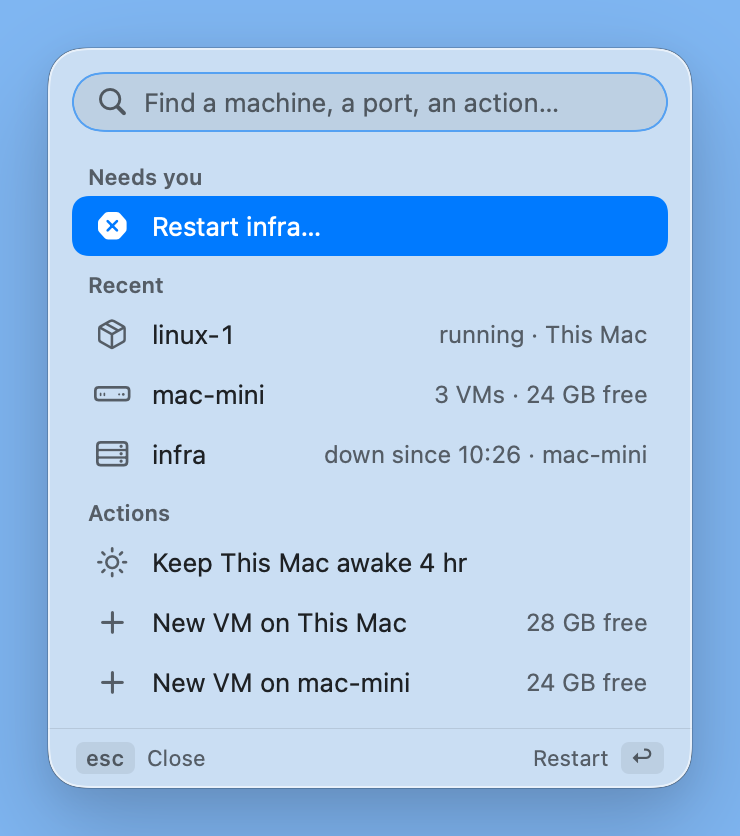 Find a machine, a port, an action…
Needs you
Restart infra…
Recent
linux-1 running · This Mac
mac-mini 3 VMs · 24 GB free
infra down since 10:26 · mac-mini
Actions
Keep This Mac awake 4 hr
New VM on This Mac 28 GB free
New VM on mac-mini 24 GB free
esc Close Restart